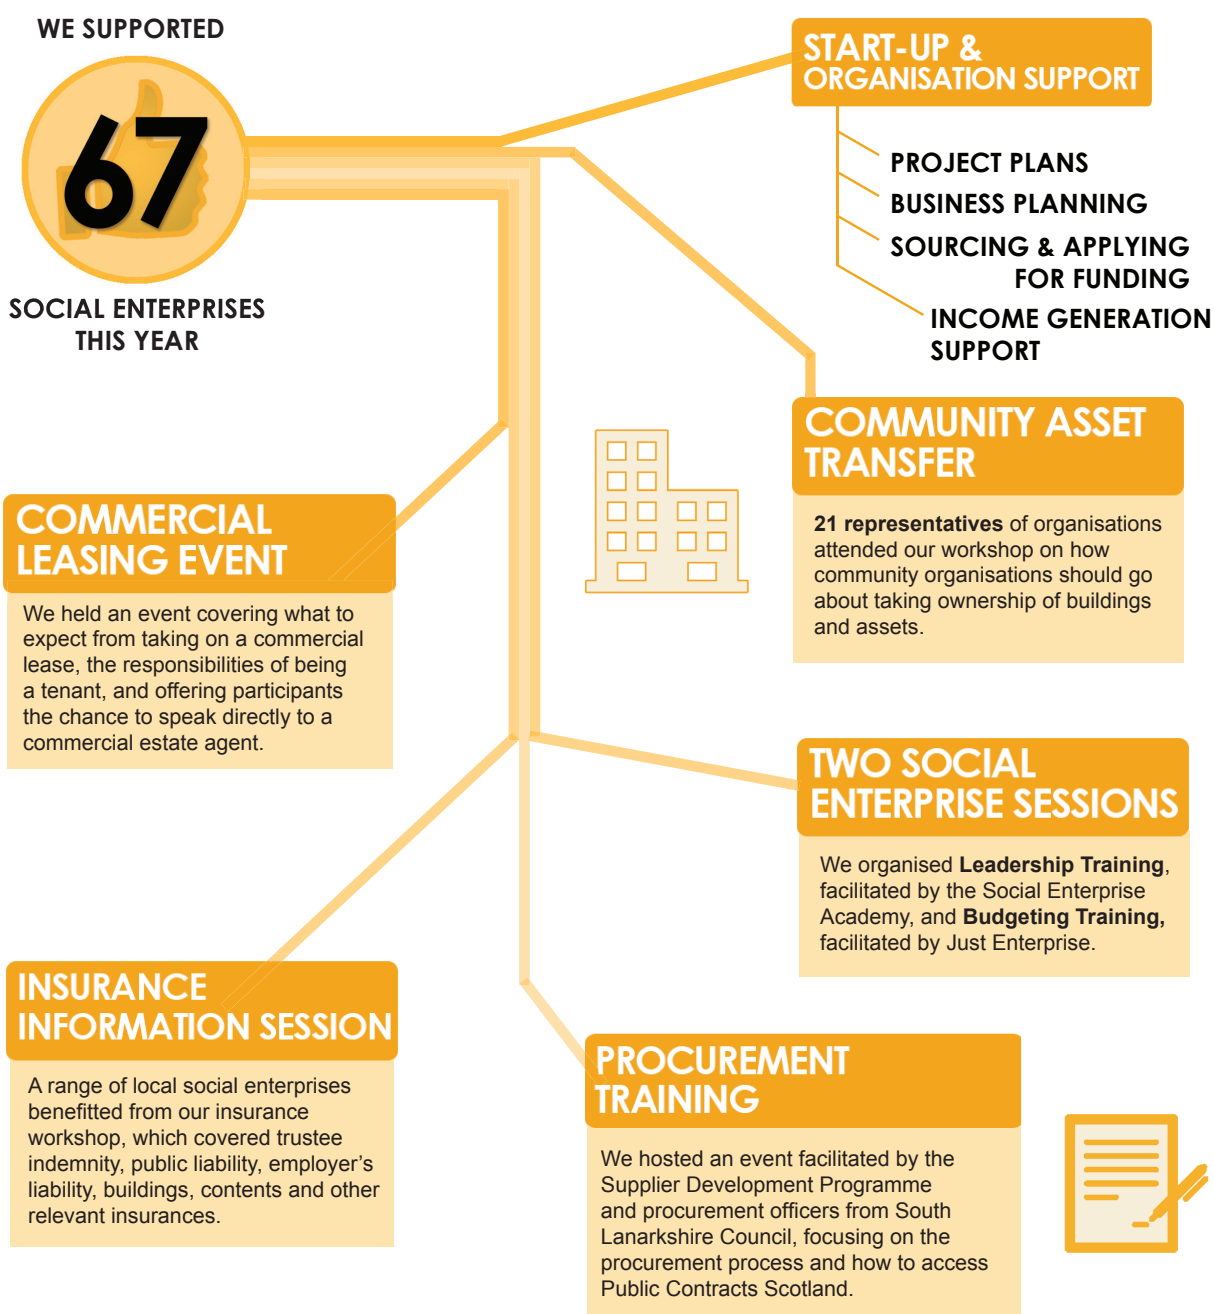 WE SUPPORTED
67
SOCIAL ENTERPRISES
THIS YEAR
START-UP &
ORGANISATION SUPPORT
PROJECT PLANS
BUSINESS PLANNING
SOURCING & APPLYING
FOR FUNDING
INCOME GENERATION
SUPPORT
COMMUNITY ASSET
TRANSFER
21 representatives of organisations
attended our workshop on how
community organisations should go
about taking ownership of buildings
and assets.
COMMERCIAL
LEASING EVENT
We held an event covering what to
expect from taking on a commercial
lease, the responsibilities of being
a tenant, and offering participants
the chance to speak directly to a
commercial estate agent.
TWO SOCIAL
ENTERPRISE SESSIONS
We organised Leadership Training,
facilitated by the Social Enterprise
Academy, and Budgeting Training,
facilitated by Just Enterprise.
INSURANCE
INFORMATION SESSION
A range of local social enterprises
benefitted from our insurance
workshop, which covered trustee
indemnity, public liability, employer’s
liability, buildings, contents and other
relevant insurances.
PROCUREMENT
TRAINING
We hosted an event facilitated by the
Supplier Development Programme
and procurement officers from South
Lanarkshire Council, focusing on the
procurement process and how to access
Public Contracts Scotland.